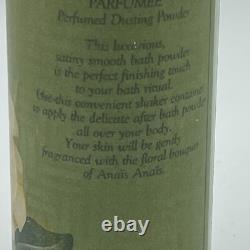 PARFUMÉE
Perfumed Dusting Powder
This luxurious,
satiny smooth bath powder
is the perfect finishing touch
to your bath ritual.
Use this convenient shaker container
to apply the delicate after bath powder
all over your body.
Your skin will be gently
fragranced with the floral bouquet
of Anaïs Anaïs.